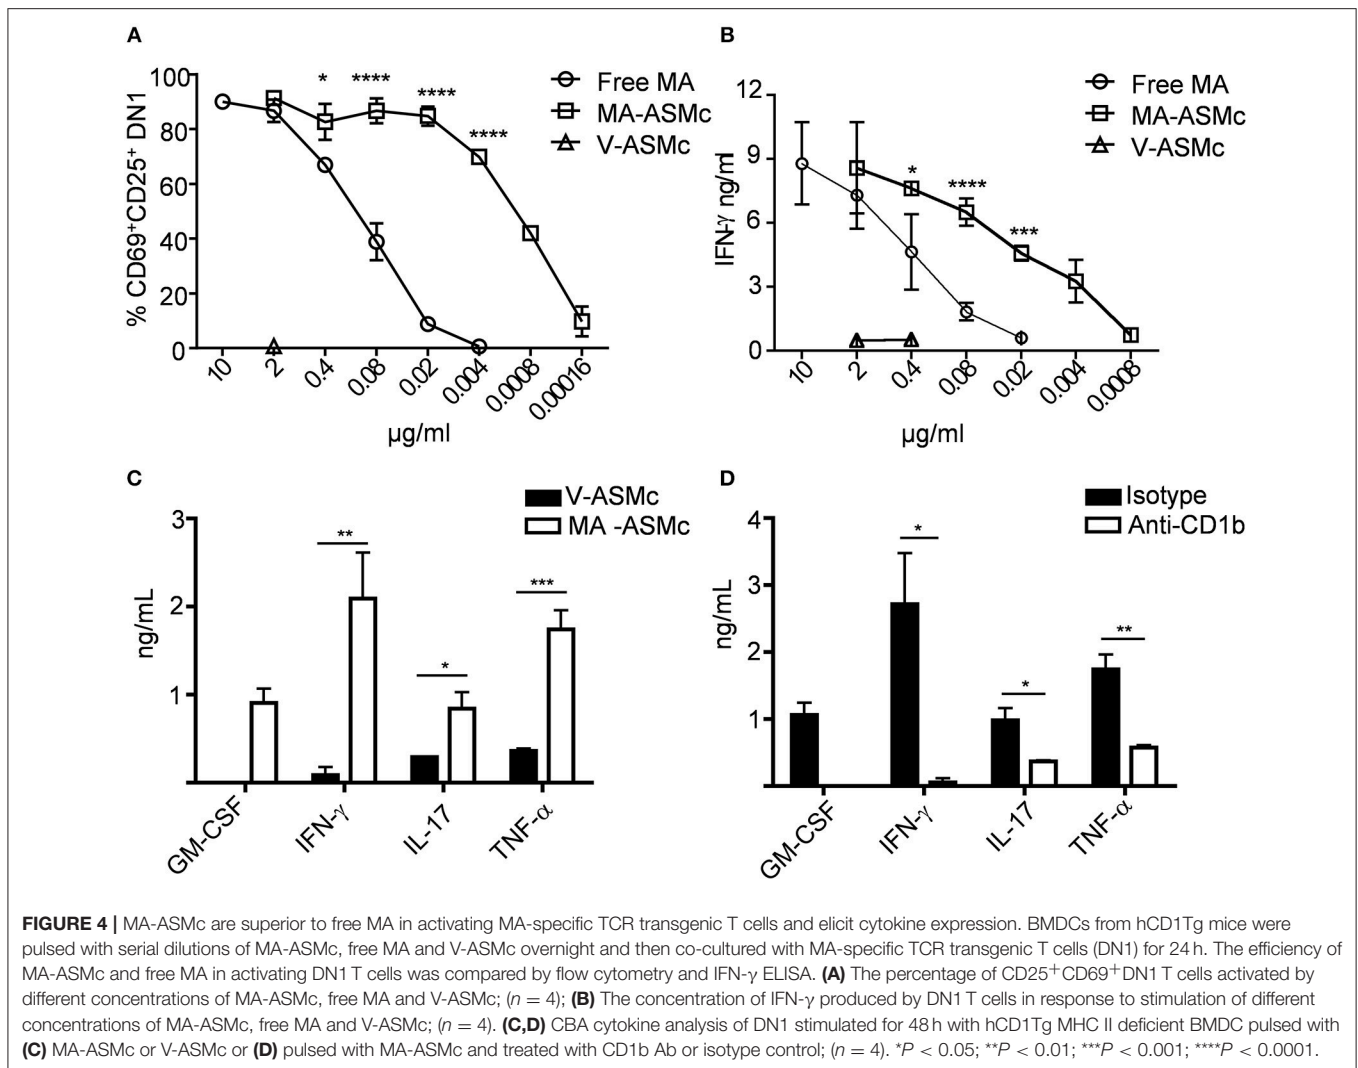 A
100
80
60
40
20
0
% CD69⁺CD25⁺ DN1
*
****
****
****
Free MA
MA-ASMc
V-ASMc
10
2
0.4
0.08
0.02
0.004
0.0008
0.00016
µg/ml
B
12
9
6
3
0
IFN-γ ng/ml
*
****
***
Free MA
MA-ASMc
V-ASMc
10
2
0.4
0.08
0.02
0.004
0.0008
µg/ml
C
V-ASMc
MA -ASMc
3
2
1
ng/mL
**
*
***
GM-CSF
IFN-γ
IL-17
TNF-α
D
Isotype
Anti-CD1b
4
3
2
1
ng/mL
*
*
**
GM-CSF
IFN-γ
IL-17
TNF-α
FIGURE 4 | MA-ASMc are superior to free MA in activating MA-specific TCR transgenic T cells and elicit cytokine expression. BMDCs from hCD1Tg mice were
pulsed with serial dilutions of MA-ASMc, free MA and V-ASMc overnight and then co-cultured with MA-specific TCR transgenic T cells (DN1) for 24 h. The efficiency of
MA-ASMc and free MA in activating DN1 T cells was compared by flow cytometry and IFN-γ ELISA. (A) The percentage of CD25⁺CD69⁺DN1 T cells activated by
different concentrations of MA-ASMc, free MA and V-ASMc; (n = 4); (B) The concentration of IFN-γ produced by DN1 T cells in response to stimulation of different
concentrations of MA-ASMc, free MA and V-ASMc; (n = 4). (C,D) CBA cytokine analysis of DN1 stimulated for 48 h with hCD1Tg MHC II deficient BMDC pulsed with
(C) MA-ASMc or V-ASMc or (D) pulsed with MA-ASMc and treated with CD1b Ab or isotype control; (n = 4). *P < 0.05; **P < 0.01; ***P < 0.001; ****P < 0.0001.